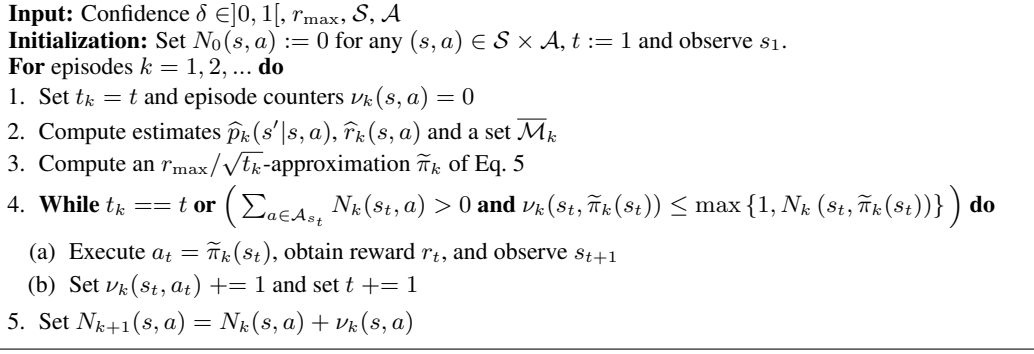 Input: Confidence δ ∈]0, 1[, r_max, 𝒮, 𝒜
Initialization: Set N_0(s, a) := 0 for any (s, a) ∈ 𝒮 × 𝒜, t := 1 and observe s_1.
For episodes k = 1, 2, ... do
1. Set t_k = t and episode counters ν_k(s, a) = 0
2. Compute estimates p̂_k(s′|s, a), r̂_k(s, a) and a set ℳ̅_k
3. Compute an r_max/√t_k-approximation π̃_k of Eq. 5
4. While t_k == t or ( ∑_{a∈𝒜_{s_t}} N_k(s_t, a) > 0 and ν_k(s_t, π̃_k(s_t)) ≤ max {1, N_k (s_t, π̃_k(s_t))} ) do
(a) Execute a_t = π̃_k(s_t), obtain reward r_t, and observe s_{t+1}
(b) Set ν_k(s_t, a_t) += 1 and set t += 1
5. Set N_{k+1}(s, a) = N_k(s, a) + ν_k(s, a)